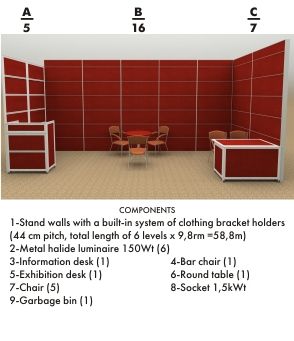 A B C
5 16 7
COMPONENTS
1-Stand walls with a built-in system of clothing bracket holders
(44 cm pitch, total length of 6 levels x 9,8rm =58,8m)
2-Metal halide luminaire 150Wt (6)
3-Information desk (1) 4-Bar chair (1)
5-Exhibition desk (1) 6-Round table (1)
7-Chair (5) 8-Socket 1,5kWt
9-Garbage bin (1)